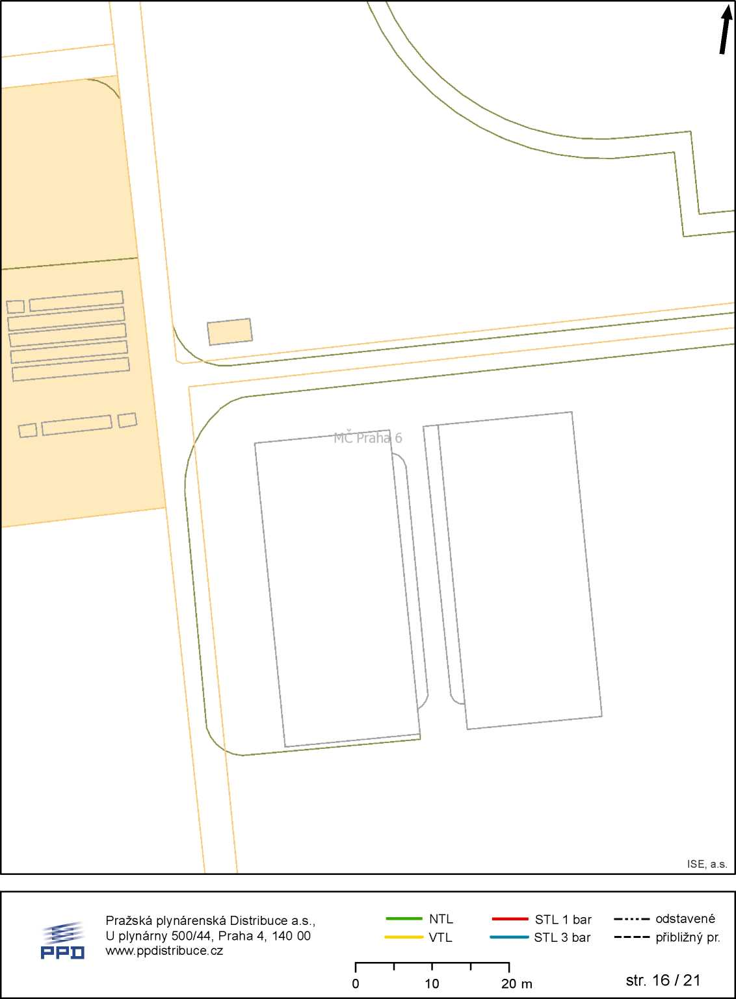 MČ Praha 6
ISE, a.s.
PPD
Pražská plynárenská Distribuce a.s.,
U plynárny 500/44, Praha 4, 140 00
www.ppdistribuce.cz
NTL
VTL
STL 1 bar
STL 3 bar
odstavené
přibližný pr.
0 10 20 m
str. 16 / 21